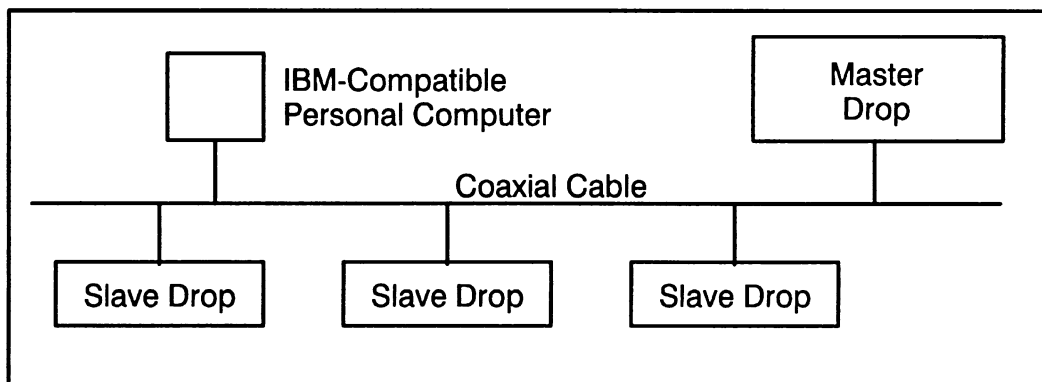 IBM-Compatible
Personal Computer
Master
Drop
Coaxial Cable
Slave Drop
Slave Drop
Slave Drop